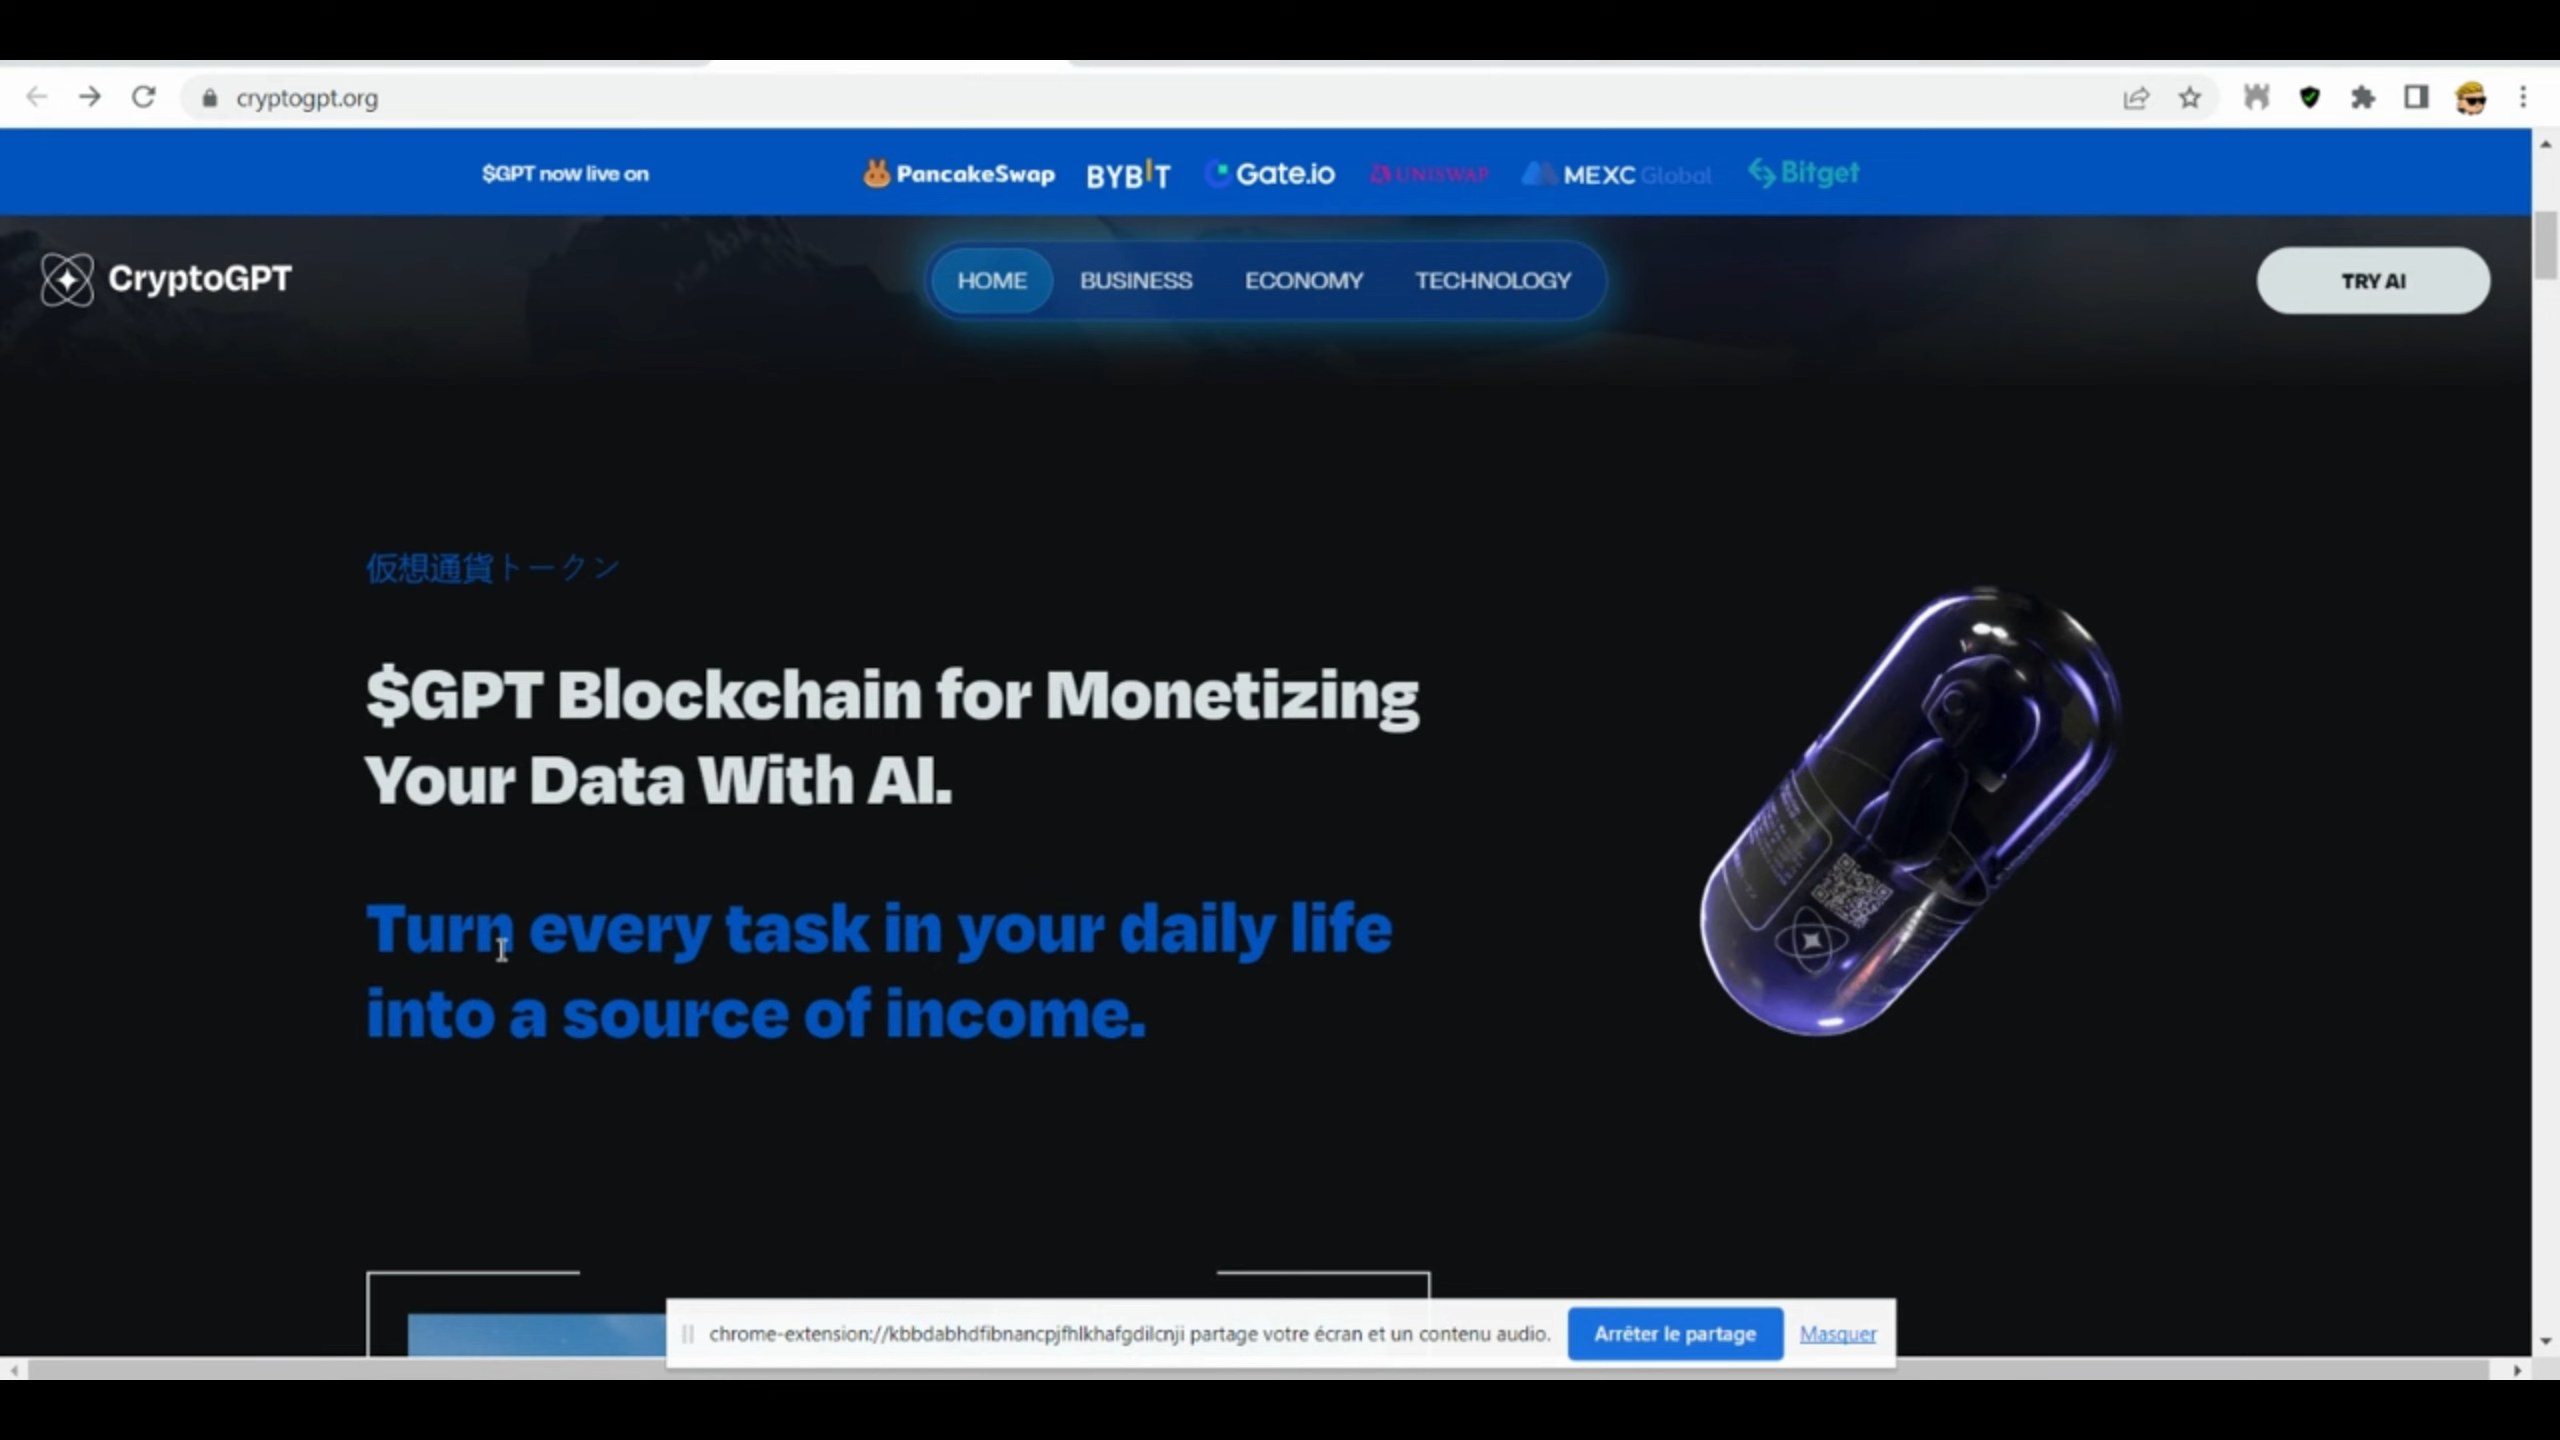 cryptogpt.org
$GPT now live on
PancakeSwap BYBIT Gate.io UNISWAP MEXC Global Bitget
CryptoGPT
HOME BUSINESS ECONOMY TECHNOLOGY
TRY AI
仮想通貨トークン
$GPT Blockchain for Monetizing
Your Data With AI.
Turn every task in your daily life
into a source of income.
chrome-extension://kbbdabhdfibnancpjfhlkhafgdilcnji partage votre écran et un contenu audio.
Arrêter le partage
Masquer